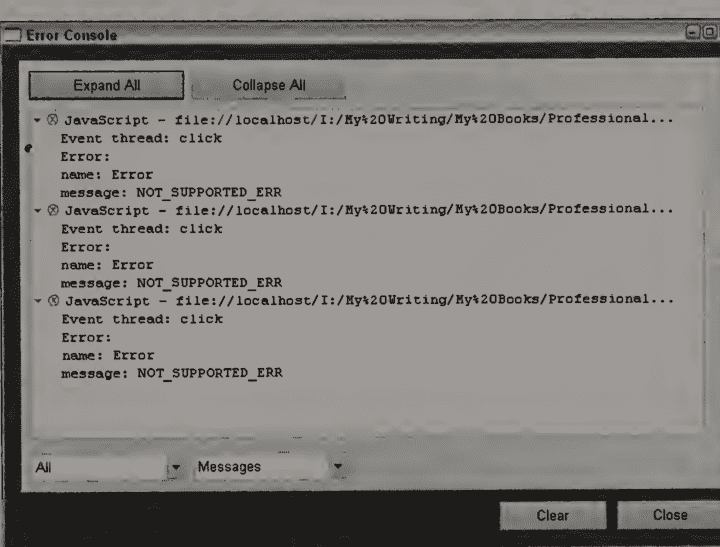 Error Console
Expand All
Collapse All
JavaScript - file://localhost/I:/My%20Writing/My%20Books/Professional...
Event thread: click
Error:
name: Error
message: NOT_SUPPORTED_ERR
JavaScript - file://localhost/I:/My%20Writing/My%20Books/Professional...
Event thread: click
Error:
name: Error
message: NOT_SUPPORTED_ERR
JavaScript - file://localhost/I:/My%20Writing/My%20Books/Professional...
Event thread: click
Error:
name: Error
message: NOT_SUPPORTED_ERR
All
Messages
Clear
Close